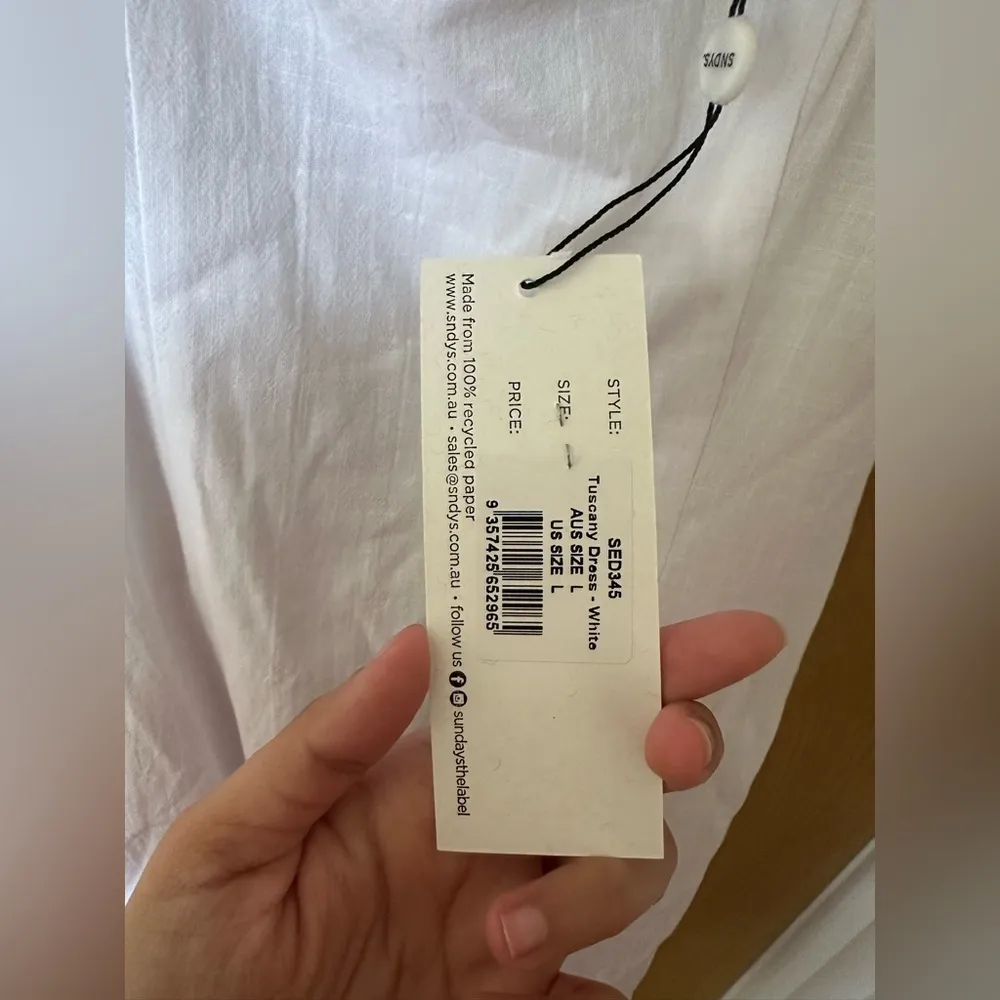 SNDYS.
STYLE:
SED345
Tuscany Dress - White
SIZE:
AUS SIZE L
US SIZE L
PRICE:
9 357425 652965
Made from 100% recycled paper
www.sndys.com.au • sales@sndys.com.au • follow us sundaysthelabel